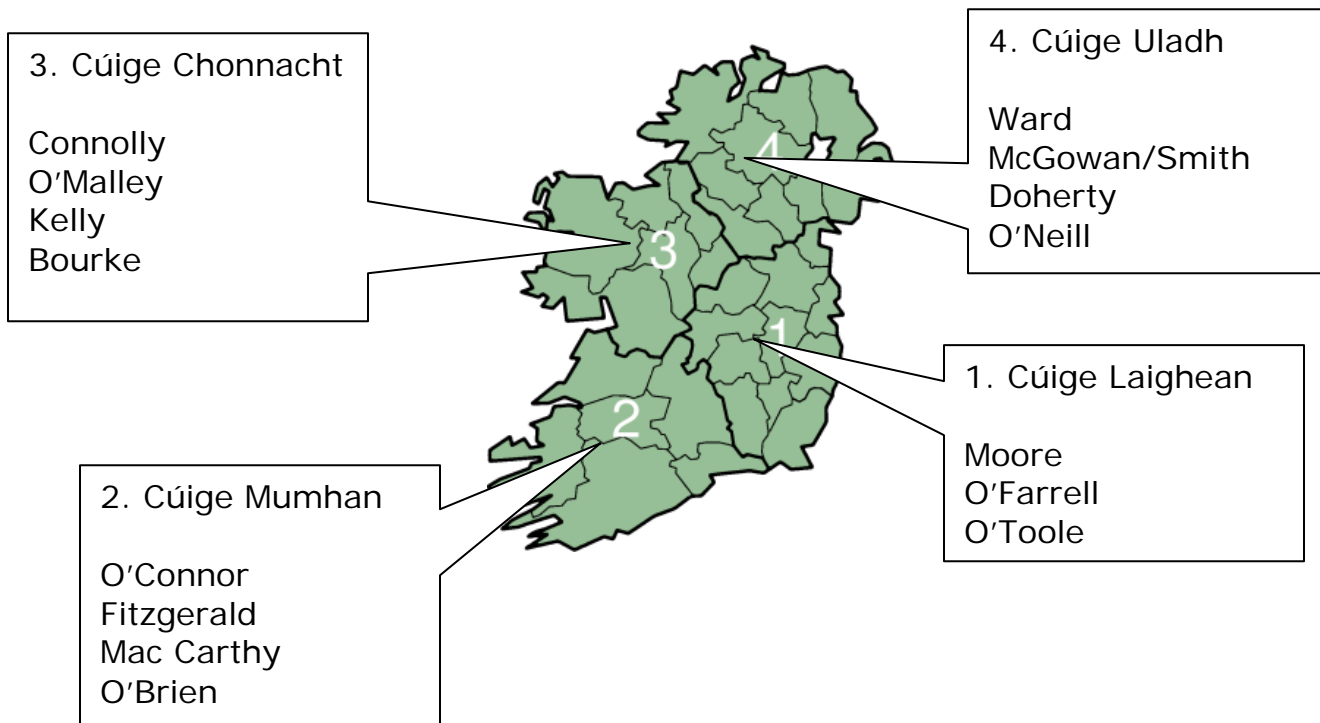 3. Cúige Chonnacht
Connolly
O'Malley
Kelly
Bourke
4. Cúige Uladh
Ward
McGowan/Smith
Doherty
O'Neill
4
3
1
2
1. Cúige Laighean
Moore
O'Farrell
O'Toole
2. Cúige Mumhan
O'Connor
Fitzgerald
Mac Carthy
O'Brien